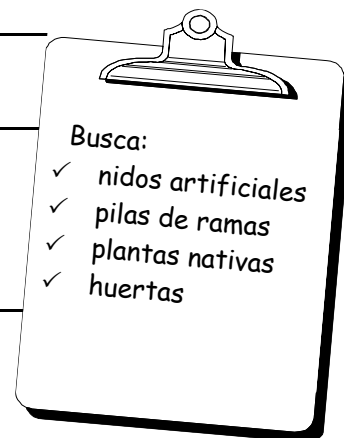 Busca:
✓ nidos artificiales
✓ pilas de ramas
✓ plantas nativas
✓ huertas